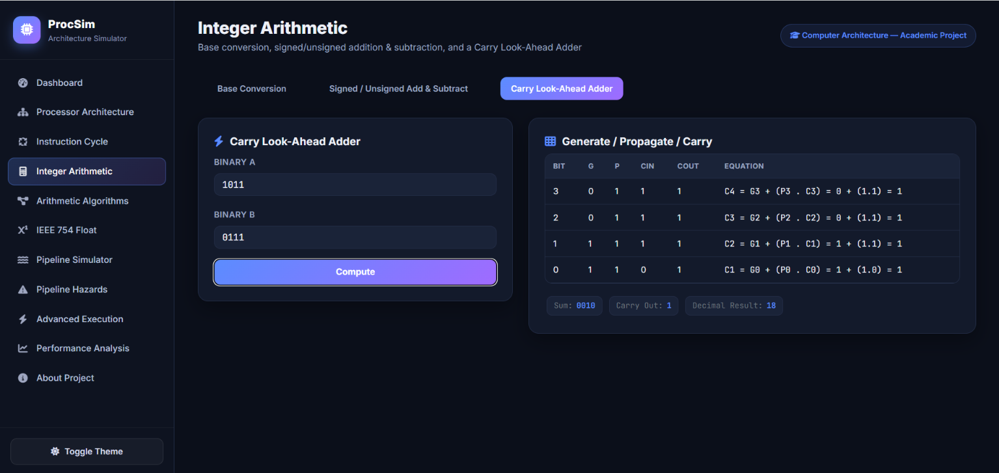 ProcSim
Architecture Simulator
Dashboard
Processor Architecture
Instruction Cycle
Integer Arithmetic
Arithmetic Algorithms
IEEE 754 Float
Pipeline Simulator
Pipeline Hazards
Advanced Execution
Performance Analysis
About Project
Toggle Theme
Integer Arithmetic
Base conversion, signed/unsigned addition & subtraction, and a Carry Look-Ahead Adder
Computer Architecture — Academic Project
Base Conversion Signed / Unsigned Add & Subtract Carry Look-Ahead Adder
Carry Look-Ahead Adder
BINARY A
1011
BINARY B
0111
Compute
Generate / Propagate / Carry
BIT G P CIN COUT EQUATION
3 0 1 1 1 C4 = G3 + (P3 . C3) = 0 + (1.1) = 1
2 0 1 1 1 C3 = G2 + (P2 . C2) = 0 + (1.1) = 1
1 1 1 1 1 C2 = G1 + (P1 . C1) = 1 + (1.1) = 1
0 1 1 0 1 C1 = G0 + (P0 . C0) = 1 + (1.0) = 1
Sum: 0010 Carry Out: 1 Decimal Result: 18